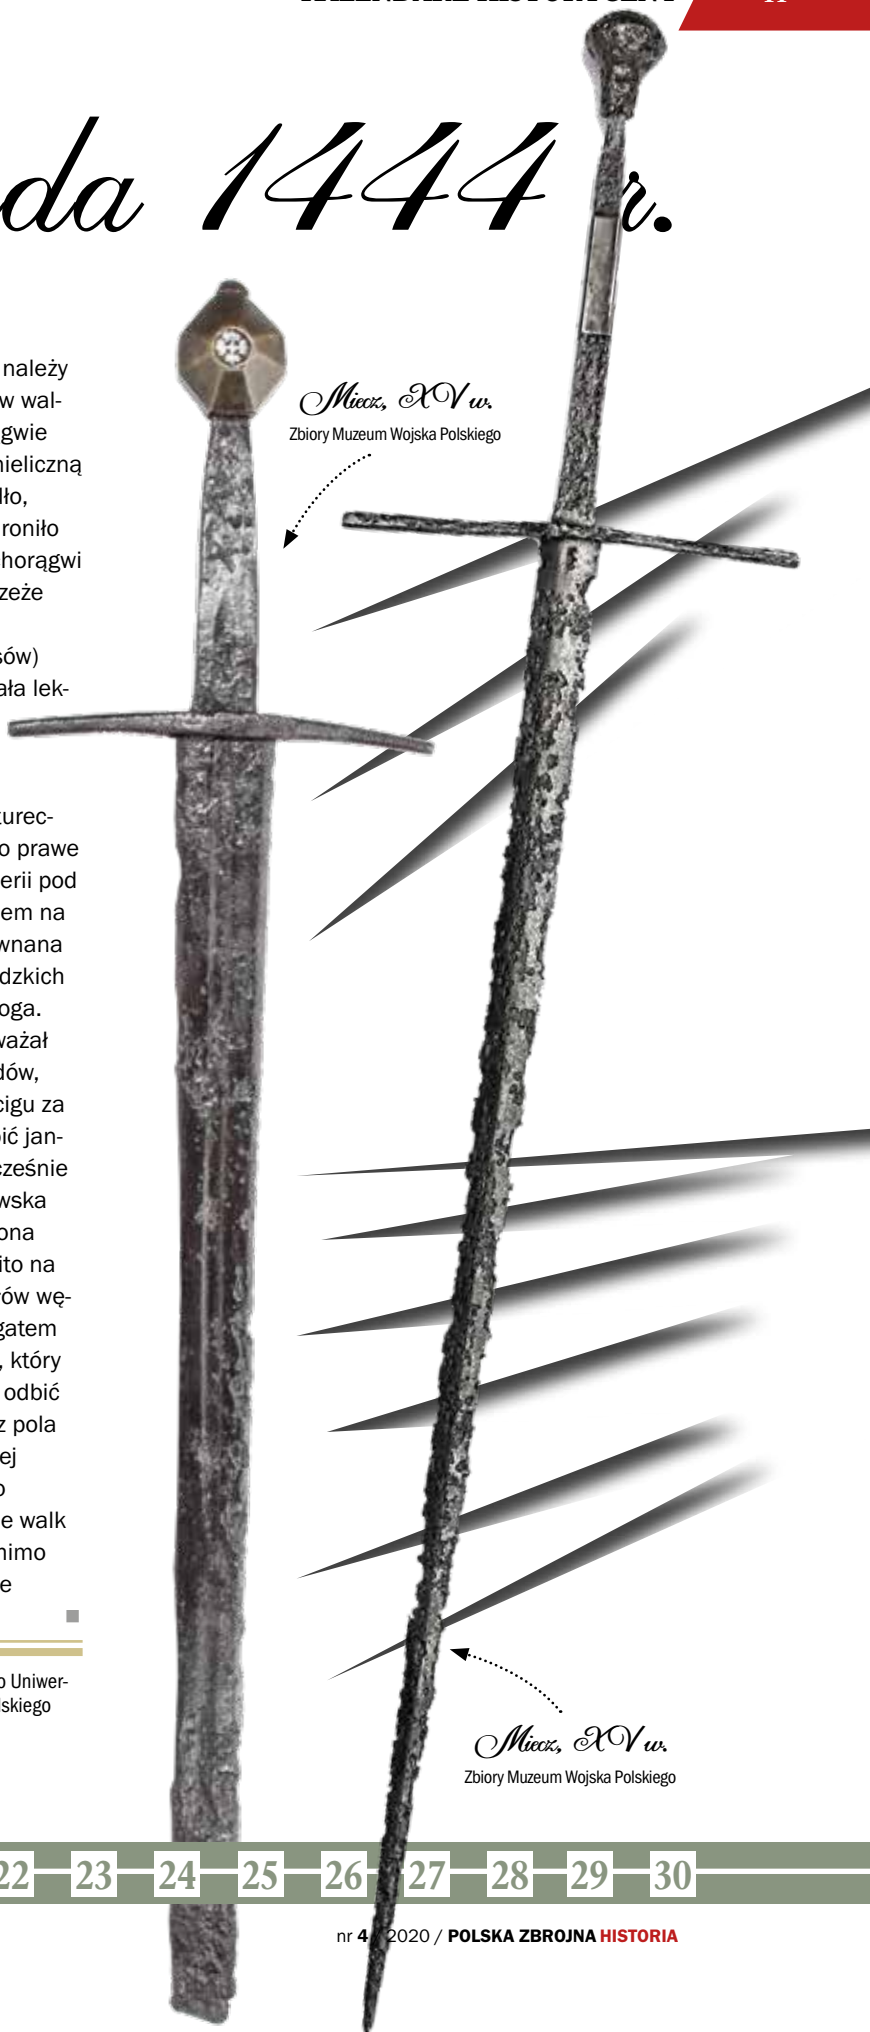 da 1444 r.
należy
w wal-
gwie
nieliczną
dło,
roniło
horągwi
zeże
sów)
ała lek-
turec-
o prawe
erii pod
em na
wnana
dzkich
oga.
ważał
dów,
cigu za
ić jan-
cześnie
wska
ona
ito na
ów wę-
gatem
, który
odbić
z pola
ej
o
e walk
nimo
e
o Uniwer-
lskiego
Miecz, XV w.
Zbiory Muzeum Wojska Polskiego
Miecz, XV w.
Zbiory Muzeum Wojska Polskiego
22 23 24 25 26 27 28 29 30
nr 4 / 2020 / POLSKA ZBROJNA HISTORIA